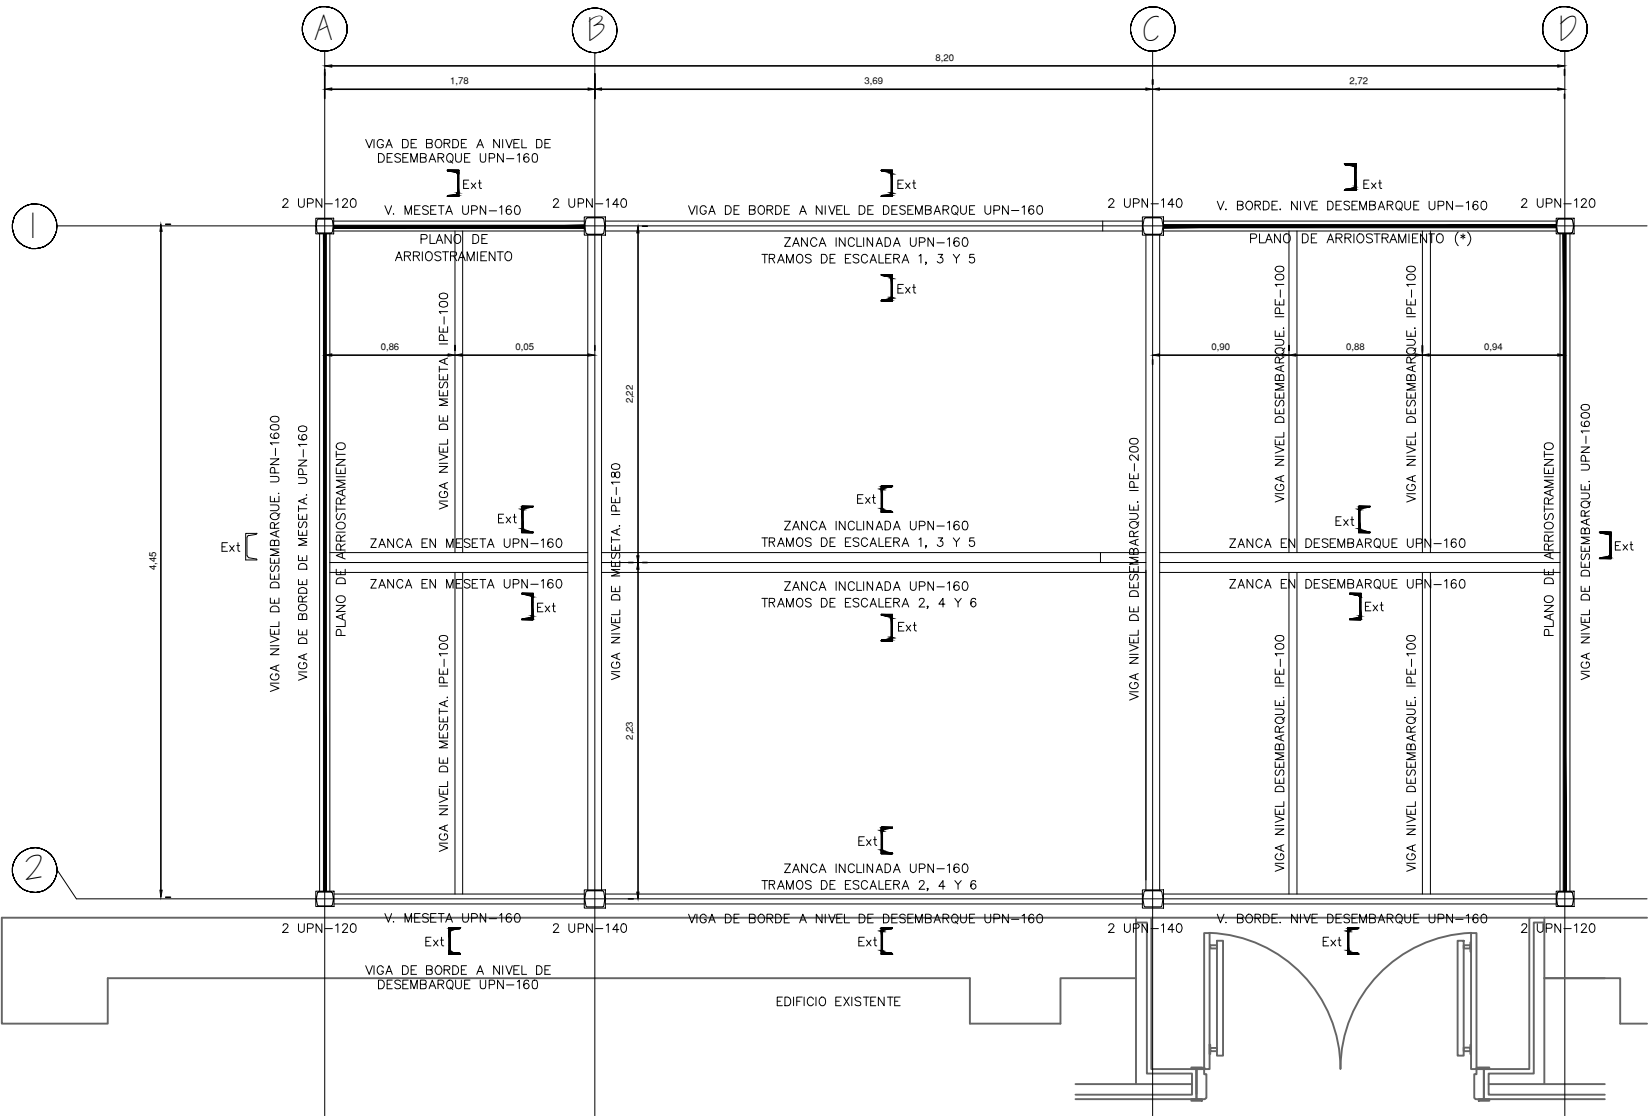 A
B
C
D
8,20
1,78
3,69
2,72
VIGA DE BORDE A NIVEL DE
DESEMBARQUE UPN-160
Ext
Ext
Ext
2 UPN-120
V. MESETA UPN-160
2 UPN-140
VIGA DE BORDE A NIVEL DE DESEMBARQUE UPN-160
2 UPN-140
V. BORDE. NIVE DESEMBARQUE UPN-160
2 UPN-120
1
PLANO DE
ARRIOSTRAMIENTO
ZANCA INCLINADA UPN-160
TRAMOS DE ESCALERA 1, 3 Y 5
PLANO DE ARRIOSTRAMIENTO (*)
Ext
0,86
0,05
0,90
0,88
0,94
2,22
4,45
VIGA NIVEL DE DESEMBARQUE. UPN-1600
VIGA DE BORDE DE MESETA. UPN-160
PLANO DE ARRIOSTRAMIENTO
VIGA NIVEL DE MESETA. IPE-100
VIGA NIVEL DE MESETA. IPE-180
VIGA NIVEL DE DESEMBARQUE. IPE-200
VIGA NIVEL DESEMBARQUE. IPE-100
VIGA NIVEL DESEMBARQUE. IPE-100
PLANO DE ARRIOSTRAMIENTO
VIGA NIVEL DE DESEMBARQUE. UPN-1600
Ext
Ext
Ext
Ext
Ext
ZANCA EN MESETA UPN-160
ZANCA INCLINADA UPN-160
TRAMOS DE ESCALERA 1, 3 Y 5
ZANCA EN DESEMBARQUE UPN-160
ZANCA EN MESETA UPN-160
ZANCA INCLINADA UPN-160
TRAMOS DE ESCALERA 2, 4 Y 6
ZANCA EN DESEMBARQUE UPN-160
Ext
Ext
Ext
VIGA NIVEL DE MESETA. IPE-100
2,23
VIGA NIVEL DESEMBARQUE. IPE-100
VIGA NIVEL DESEMBARQUE. IPE-100
Ext
ZANCA INCLINADA UPN-160
TRAMOS DE ESCALERA 2, 4 Y 6
2
V. MESETA UPN-160
VIGA DE BORDE A NIVEL DE DESEMBARQUE UPN-160
V. BORDE. NIVE DESEMBARQUE UPN-160
2 UPN-120
2 UPN-140
2 UPN-140
2 UPN-120
Ext
Ext
Ext
VIGA DE BORDE A NIVEL DE
DESEMBARQUE UPN-160
EDIFICIO EXISTENTE